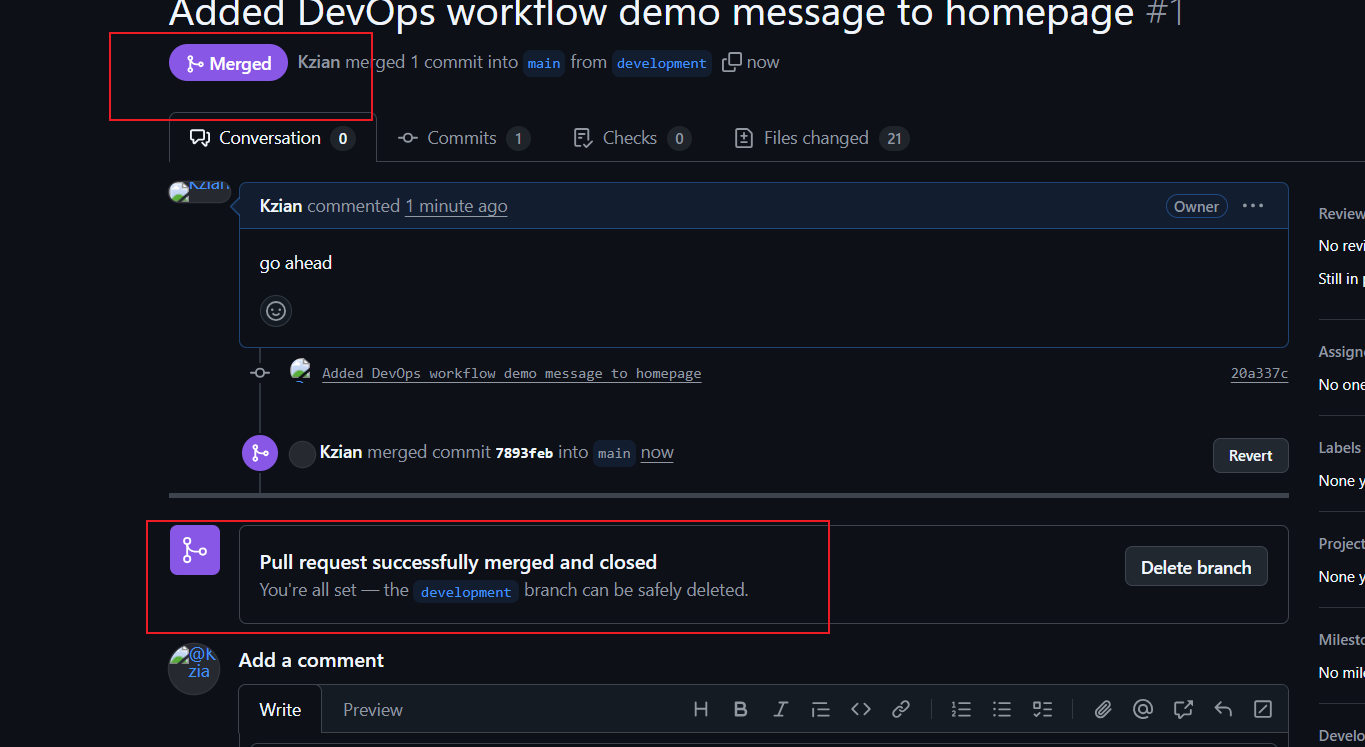 Added DevOps workflow demo message to homepage #1
Merged Kzian merged 1 commit into main from development now
Conversation 0 Commits 1 Checks 0 Files changed 21
Kzian
Kzian commented 1 minute ago Owner
Review
No revi
go ahead
Still in p
Assigne
Added DevOps workflow demo message to homepage 20a337c
No one
Labels
Kzian merged commit 7893feb into main now Revert
None y
Project
Pull request successfully merged and closed
Delete branch
None y
You're all set — the development branch can be safely deleted.
Milesto
@K
zia
Add a comment
No mile
Write Preview
Develo